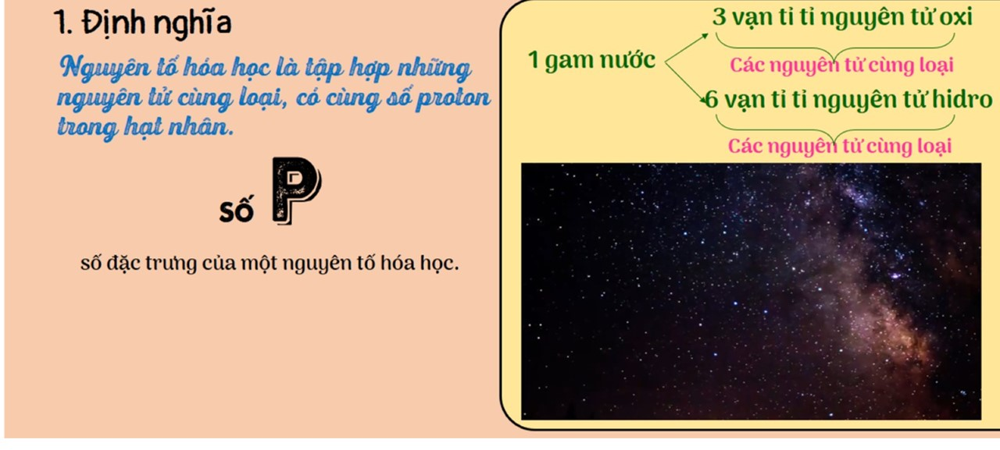 1. Định nghĩa
Nguyên tố hóa học là tập hợp những
nguyên tử cùng loại, có cùng số proton
trong hạt nhân.
số P
số đặc trưng của một nguyên tố hóa học.
1 gam nước
3 vạn tỉ tỉ nguyên tử oxi
Các nguyên tử cùng loại
6 vạn tỉ tỉ nguyên tử hidro
Các nguyên tử cùng loại